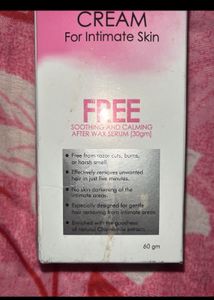 CREAM
For Intimate Skin
FREE
SOOTHING AND CALMING
AFTER WAX SERUM (30gm)
Free from razor cuts, burns,
or harsh smell.
Effectively removes unwanted
hair in just five minutes.
No skin darkening of the
intimate areas.
Especially designed for gentle
hair removing from intimate areas.
Enriched with the goodness
of natural Chamomile extracts.
60 gm